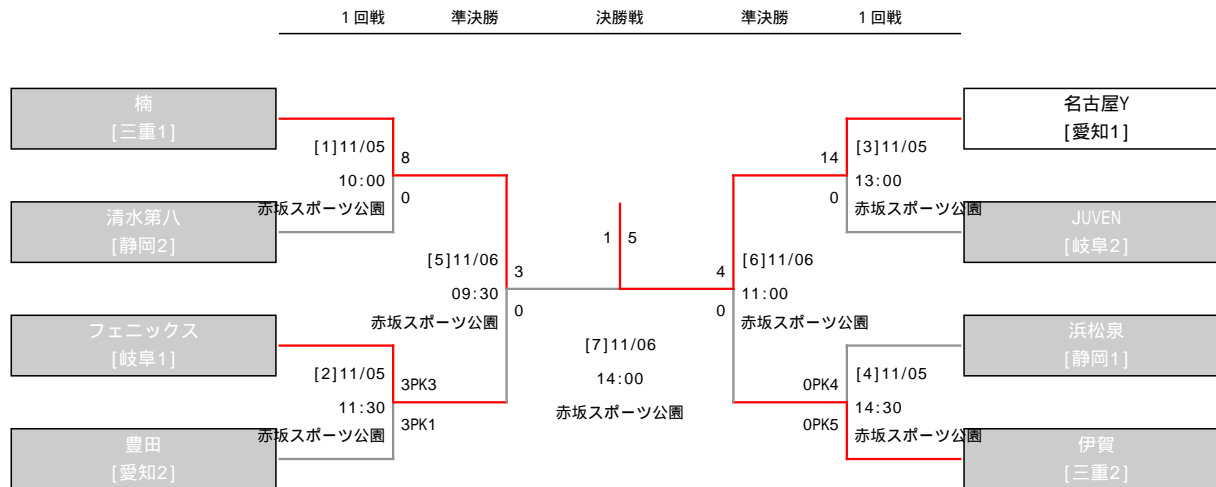 1回戦 準決勝 決勝戦 準決勝 1回戦
楠
[三重1]
名古屋Y
[愛知1]
[1]11/05
8
10:00
0
赤坂スポーツ公園
14
[3]11/05
0
13:00
赤坂スポーツ公園
清水第八
[静岡2]
JUVEN
[岐阜2]
1 5
[5]11/06
3
09:30
0
赤坂スポーツ公園
4
[6]11/06
0
11:00
赤坂スポーツ公園
フェニックス
[岐阜1]
浜松泉
[静岡1]
[7]11/06
14:00
赤坂スポーツ公園
[2]11/05
3PK3
11:30
3PK1
赤坂スポーツ公園
0PK4
[4]11/05
0PK5
14:30
赤坂スポーツ公園
豊田
[愛知2]
伊賀
[三重2]